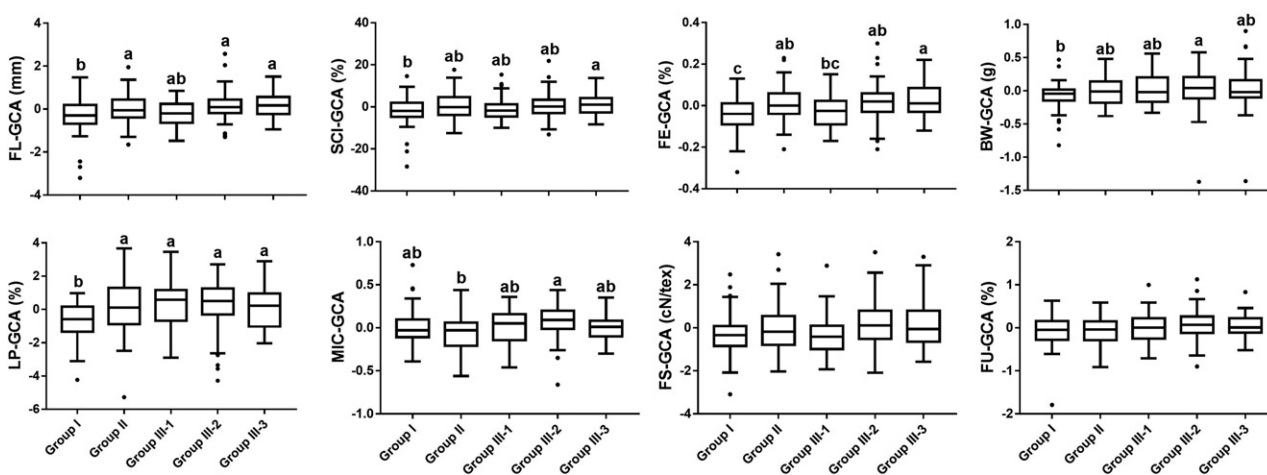 FL-GCA (mm)
4
2
0
-2
-4
b
a
ab
a
a
SCI-GCA (%)
40
20
0
-20
-40
b
ab
ab
ab
a
FE-GCA (%)
0.4
0.2
0.0
0.2
0.4
c
ab
bc
ab
a
BW-GCA (g)
1.0
0.5
0.0
-0.5
-1.0
-1.5
b
ab
ab
a
ab
LP-GCA (%)
4
2
0
-2
-4
-6
b
a
a
a
a
Group I
Group II
Group III-1
Group III-2
Group III-3
MIC-GCA
1.0
0.5
0.0
-0.5
-1.0
ab
b
ab
a
ab
Group I
Group II
Group III-1
Group III-2
Group III-3
FS-GCA (cN/tex)
4
2
0
-2
-4
Group I
Group II
Group III-1
Group III-2
Group III-3
FU-GCA (%)
2
1
0
-1
-2
Group I
Group II
Group III-1
Group III-2
Group III-3